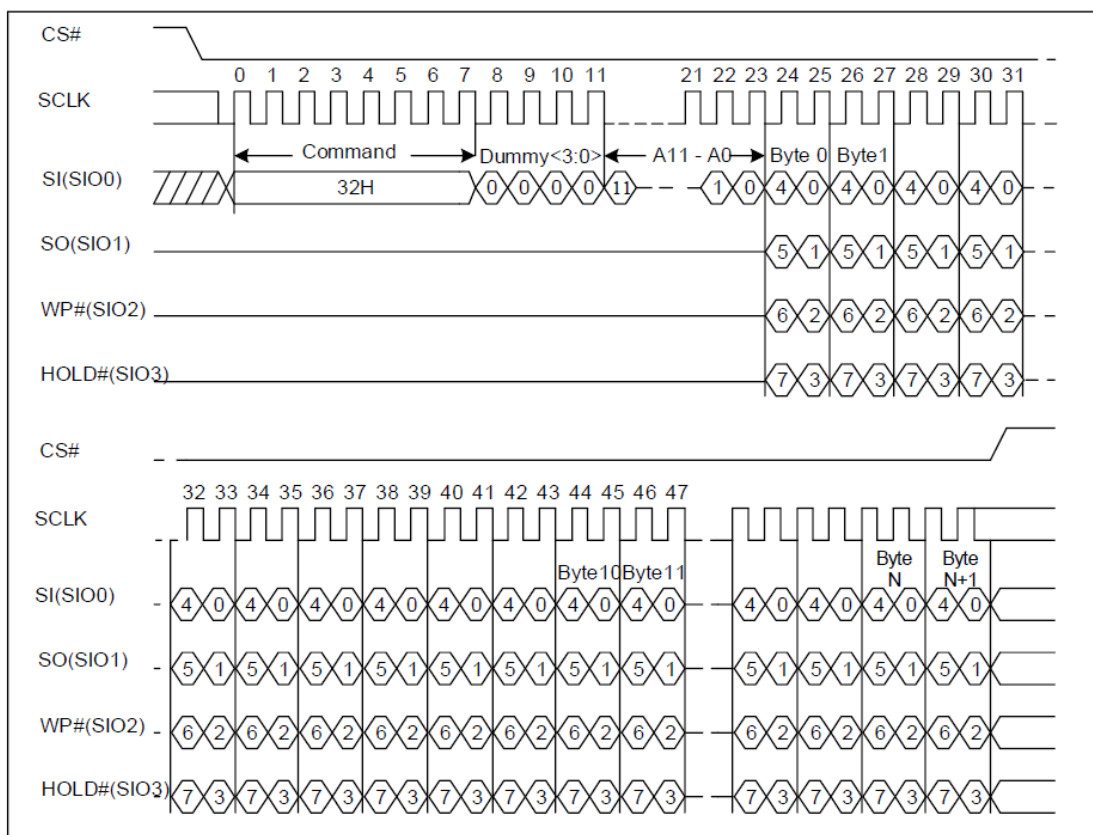 CS#
0 1 2 3 4 5 6 7 8 9 10 11 21 22 23 24 25 26 27 28 29 30 31
SCLK
Command Dummy<3:0> A11 - A0 Byte 0 Byte1
SI(SIO0) 32H 0 0 0 0 11 1 0 4 0 4 0 4 0 4 0
SO(SIO1) 5 1 5 1 5 1 5 1
WP#(SIO2) 6 2 6 2 6 2 6 2
HOLD#(SIO3) 7 3 7 3 7 3 7 3
CS#
32 33 34 35 36 37 38 39 40 41 42 43 44 45 46 47
SCLK
Byte10 Byte11 Byte N Byte N+1
SI(SIO0) 4 0 4 0 4 0 4 0 4 0 4 0 4 0 4 0 4 0 4 0 4 0 4 0
SO(SIO1) 5 1 5 1 5 1 5 1 5 1 5 1 5 1 5 1 5 1 5 1 5 1 5 1
WP#(SIO2) 6 2 6 2 6 2 6 2 6 2 6 2 6 2 6 2 6 2 6 2 6 2 6 2
HOLD#(SIO3) 7 3 7 3 7 3 7 3 7 3 7 3 7 3 7 3 7 3 7 3 7 3 7 3